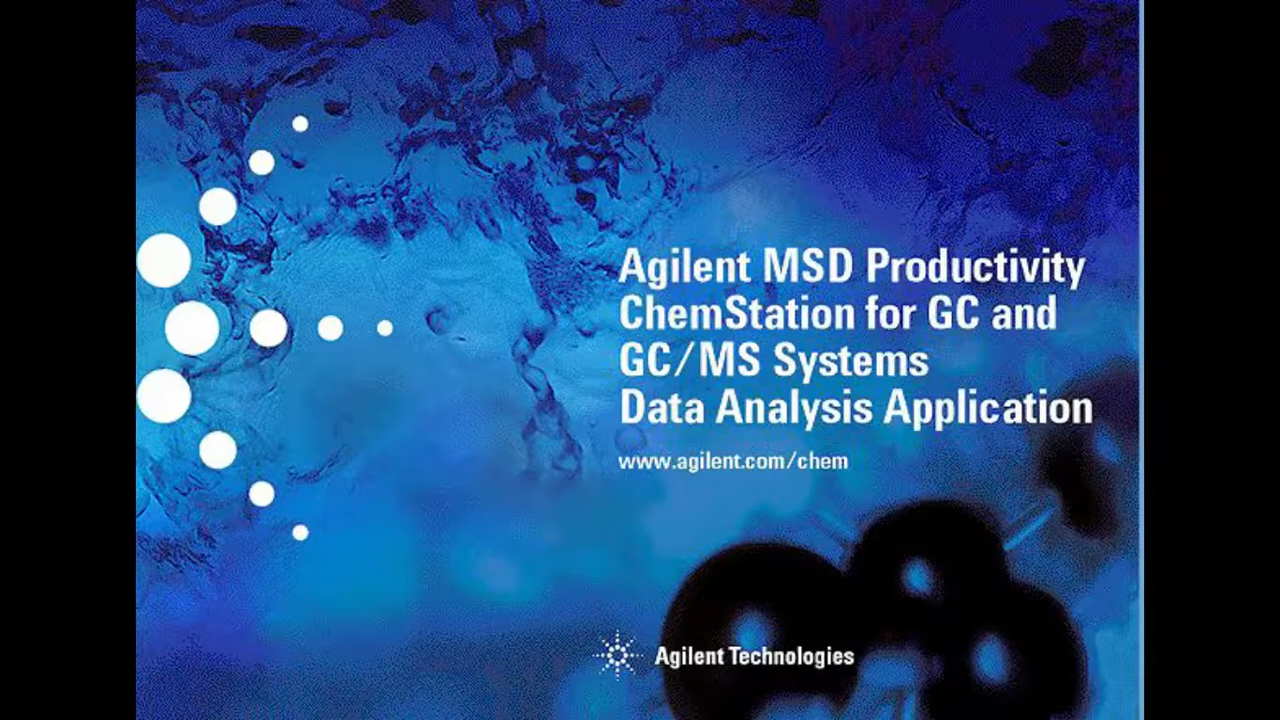 Agilent MSD Productivity
ChemStation for GC and
GC/MS Systems
Data Analysis Application
www.agilent.com/chem
Agilent Technologies